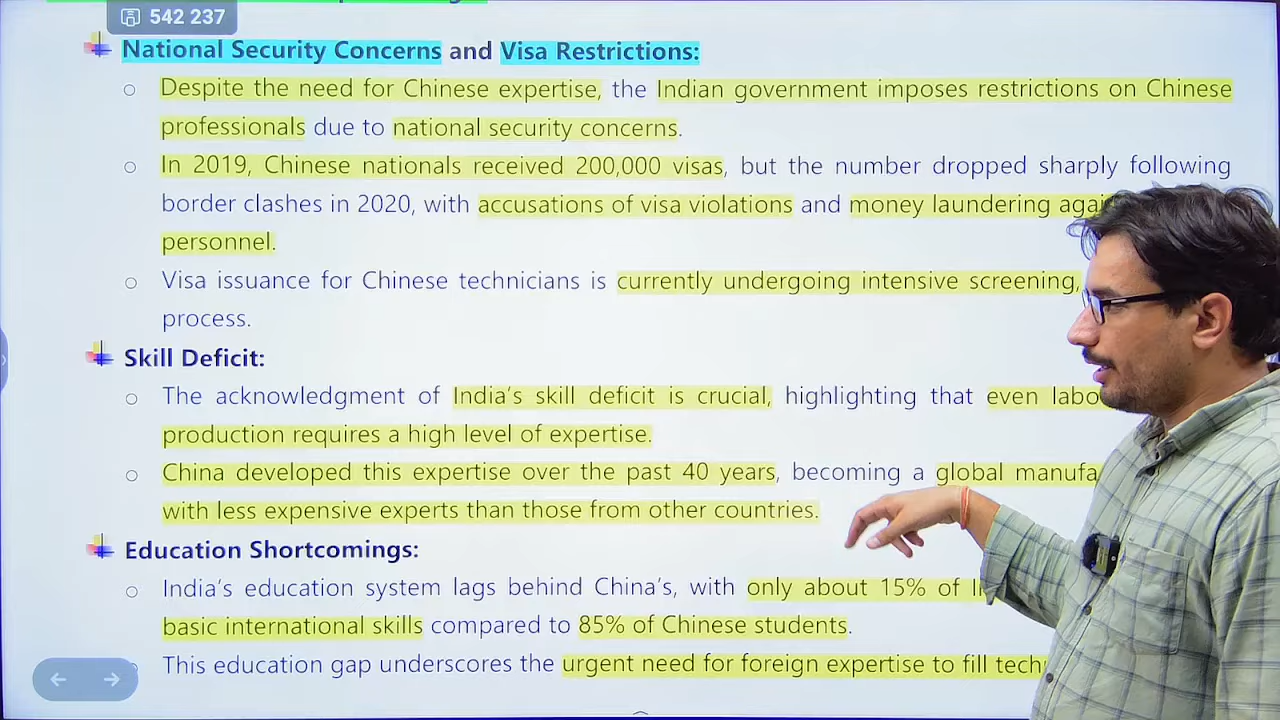 542 237
National Security Concerns and Visa Restrictions:
○ Despite the need for Chinese expertise, the Indian government imposes restrictions on Chinese
professionals due to national security concerns.
○ In 2019, Chinese nationals received 200,000 visas, but the number dropped sharply following
border clashes in 2020, with accusations of visa violations and money laundering
personnel.
○ Visa issuance for Chinese technicians is currently undergoing intensive screening,
process.
Skill Deficit:
○ The acknowledgment of India's skill deficit is crucial, highlighting that even
production requires a high level of expertise.
○ China developed this expertise over the past 40 years, becoming a global
with less expensive experts than those from other countries.
Education Shortcomings:
○ India's education system lags behind China's, with only about 15% of
basic international skills compared to 85% of Chinese students.
This education gap underscores the urgent need for foreign expertise to fill